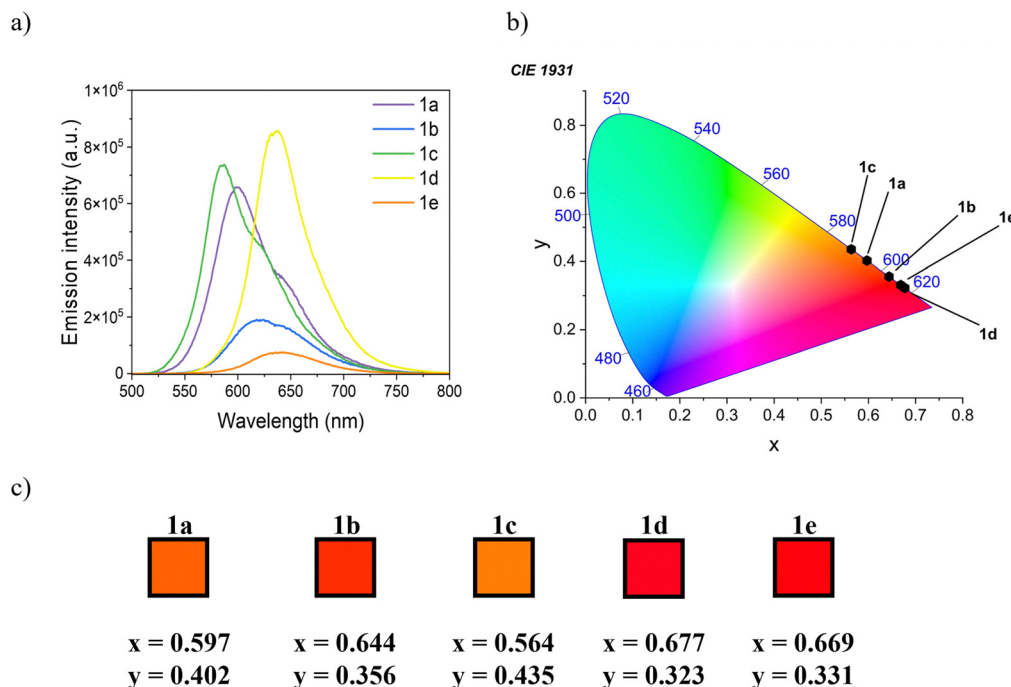 a)
b)
CIE 1931
Emission intensity (a.u.)
1×10⁶
8×10⁵
6×10⁵
4×10⁵
2×10⁵
0
500 550 600 650 700 750 800
Wavelength (nm)
1a
1b
1c
1d
1e
y
0.8
0.6
0.4
0.2
0.0
0.0 0.1 0.2 0.3 0.4 0.5 0.6 0.7 0.8
x
520
540
560
580
600
620
500
480
460
1c
1a
1b
1e
1d
c)
1a 1b 1c 1d 1e
x = 0.597 x = 0.644 x = 0.564 x = 0.677 x = 0.669
y = 0.402 y = 0.356 y = 0.435 y = 0.323 y = 0.331